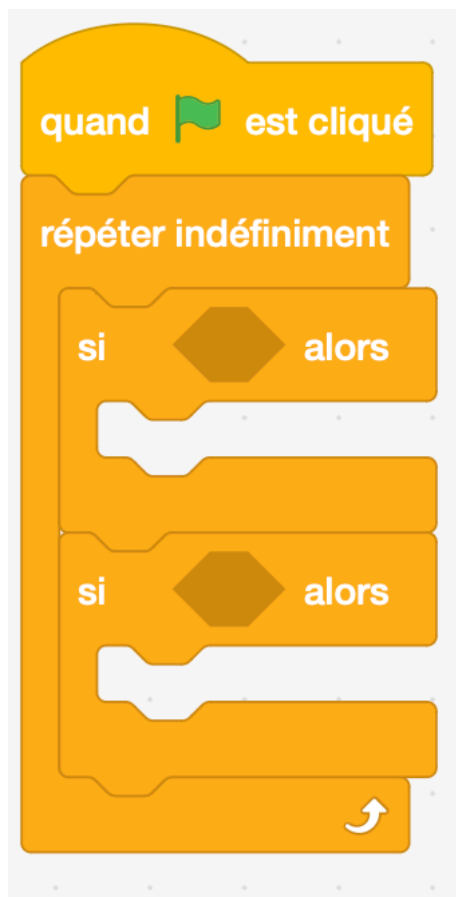 quand est cliqué
répéter indéfiniment
si alors
si alors